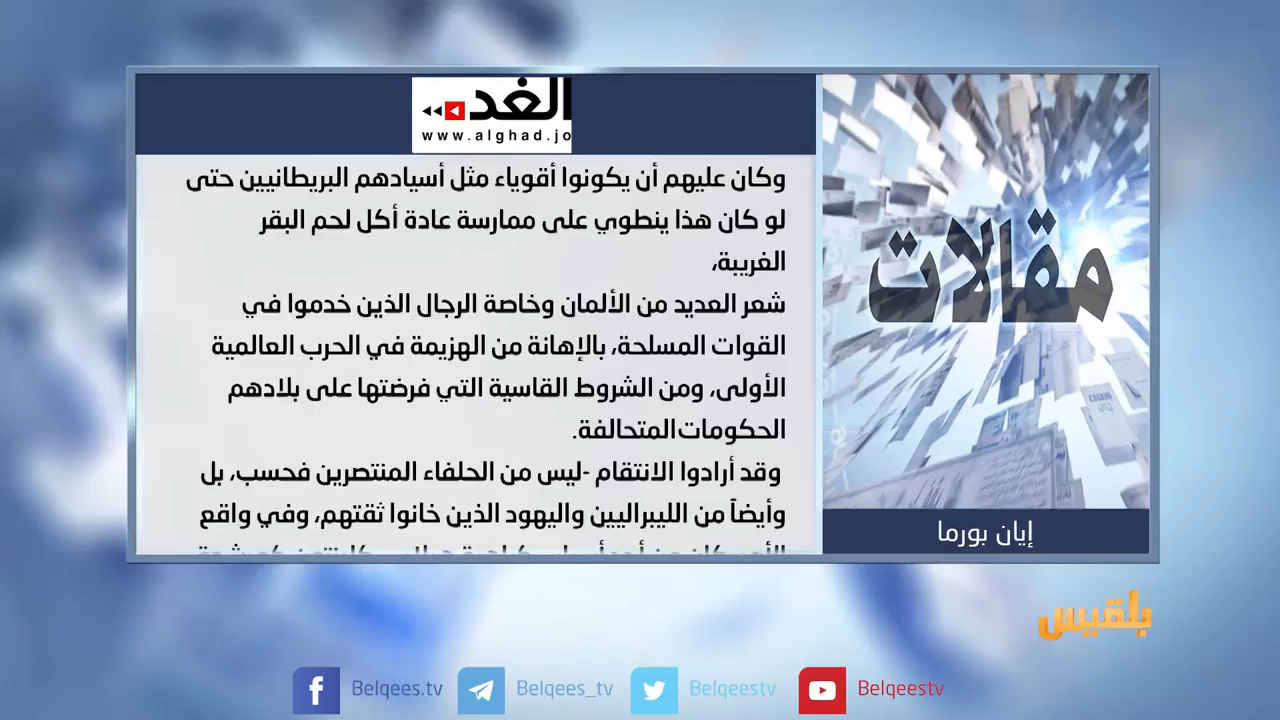 الغد
www.alghad.jo
وكان عليهم أن يكونوا أقوياء مثل أسيادهم البريطانيين حتى
لو كان هذا ينطوي على ممارسة عادة أكل لحم البقر
الغريبة،
شعر العديد من الألمان وخاصة الرجال الذين خدموا في
القوات المسلحة، بالإهانة من الهزيمة في الحرب العالمية
الأولى، ومن الشروط القاسية التي فرضتها على بلادهم
الحكومات المتحالفة.
وقد أرادوا الانتقام -ليس من الحلفاء المنتصرين فحسب، بل
وأيضاً من الليبراليين واليهود الذين خانوا ثقتهم، وفي واقع
مقالات
إيان بورما
بلقيس
Belqees.tv
Belqees_tv
Belqeestv
Belqeestv